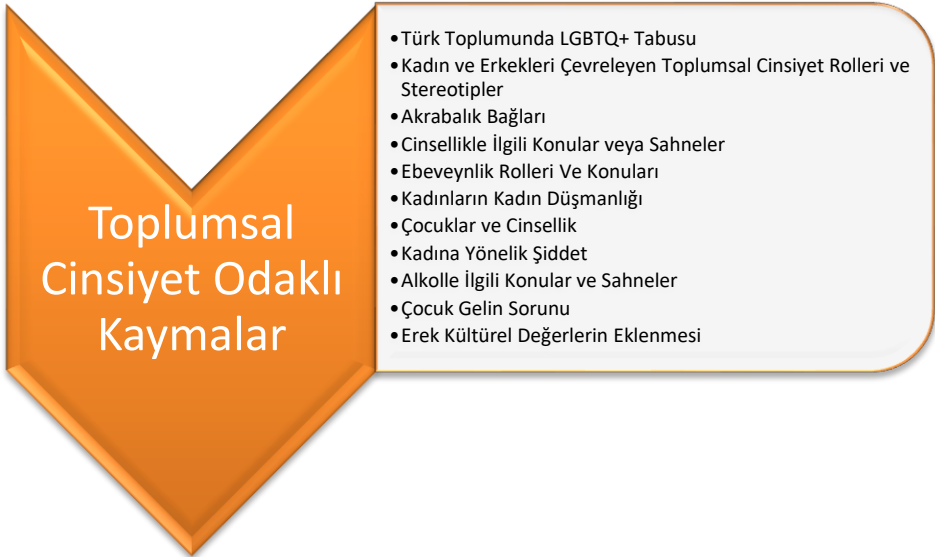 Toplumsal
Cinsiyet Odaklı
Kaymalar
•Türk Toplumunda LGBTQ+ Tabusu
•Kadın ve Erkekleri Çevreleyen Toplumsal Cinsiyet Rolleri ve
Stereotipler
•Akrabalık Bağları
•Cinsellikle İlgili Konular veya Sahneler
•Ebeveynlik Rolleri Ve Konuları
•Kadınların Kadın Düşmanlığı
•Çocuklar ve Cinsellik
•Kadına Yönelik Şiddet
•Alkolle İlgili Konular ve Sahneler
•Çocuk Gelin Sorunu
•Erek Kültürel Değerlerin Eklenmesi